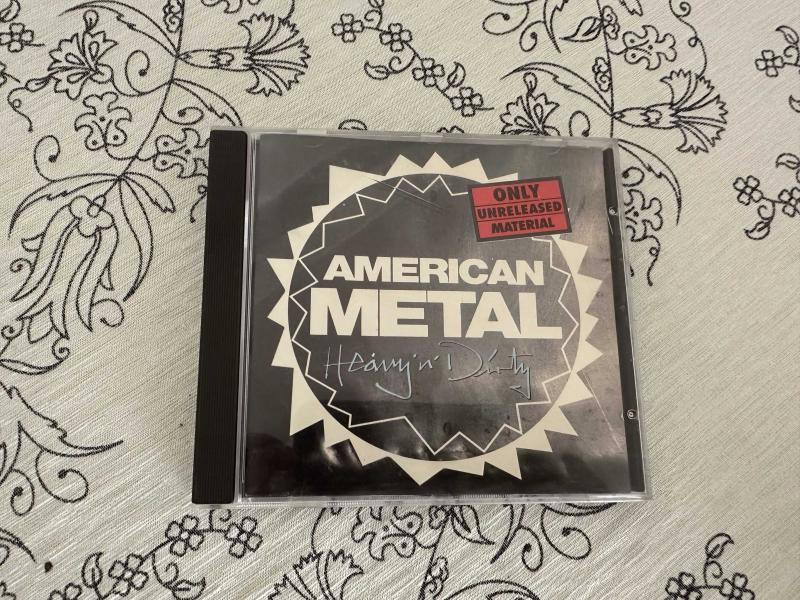 ONLY
UNRELEASED
MATERIAL
AMERICAN
METAL
Heavy'n'Dirty